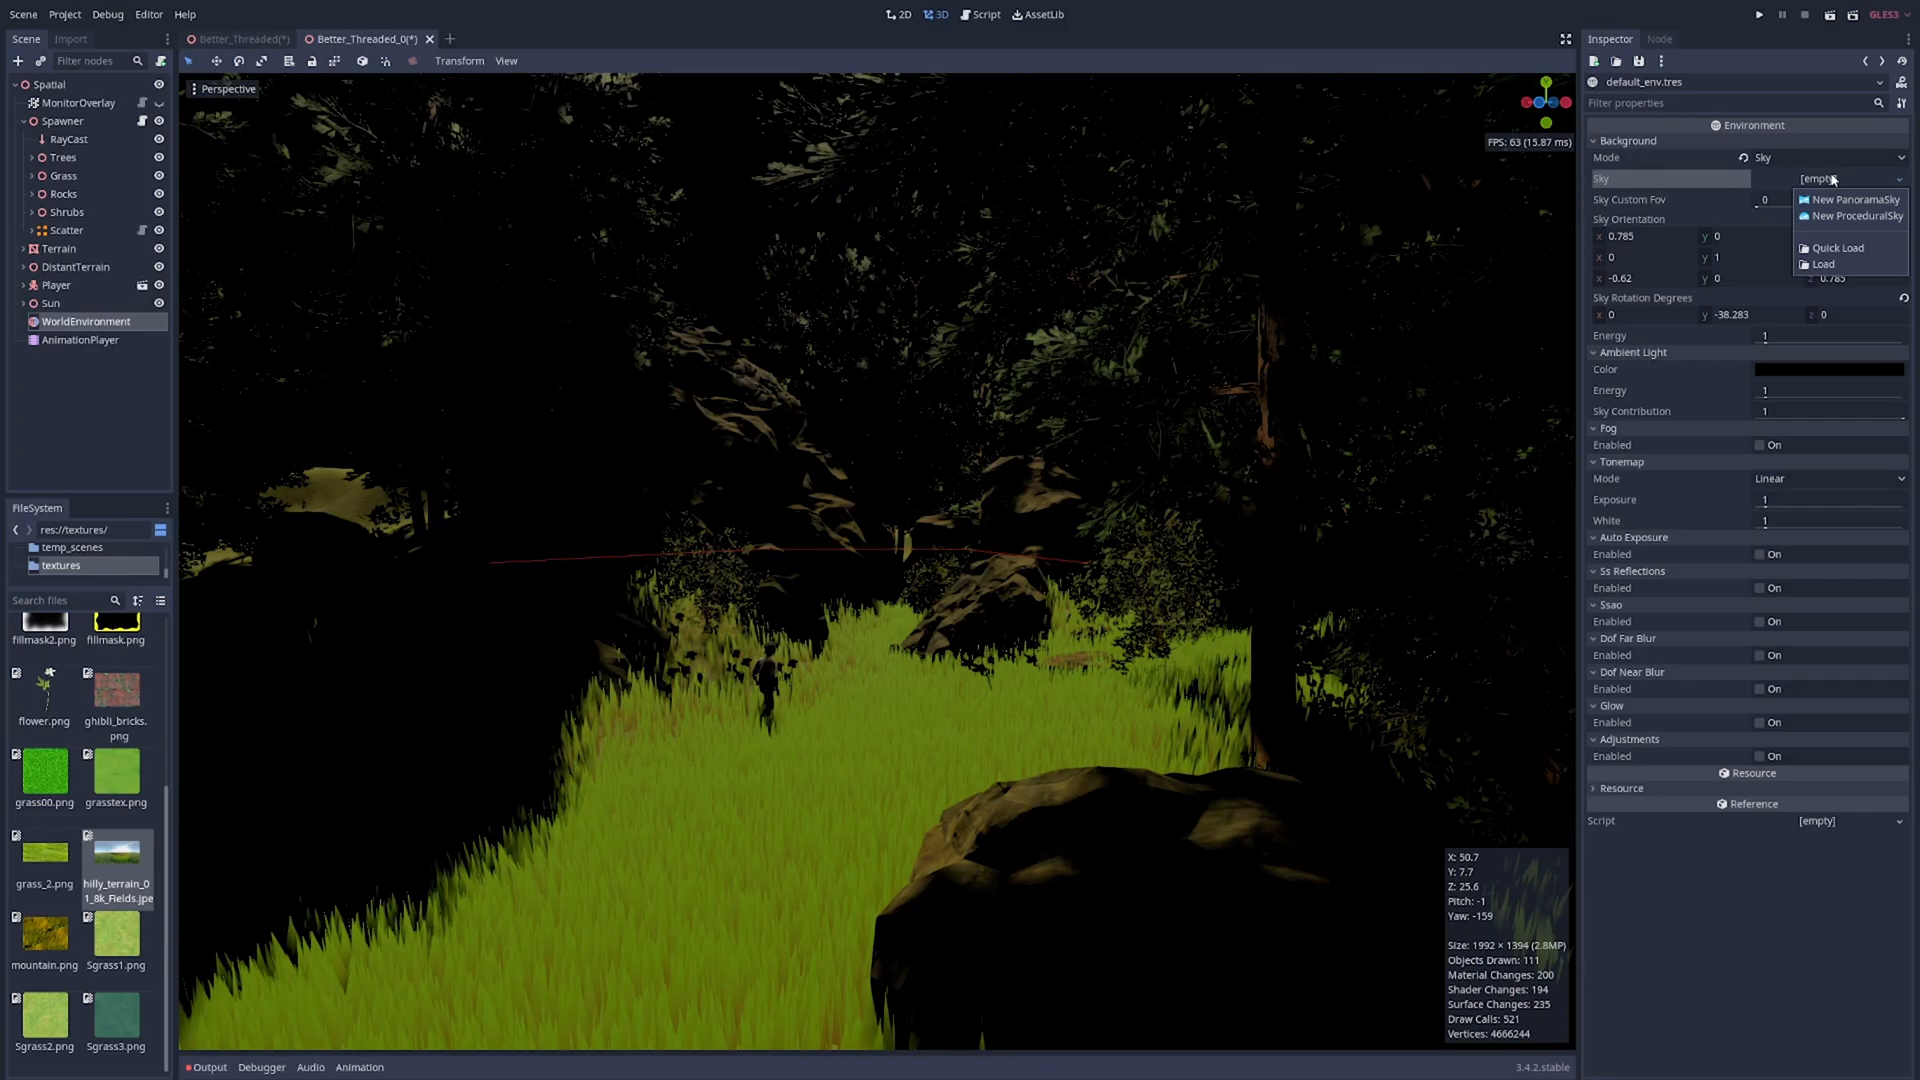 Scene Project Debug Editor Help
2D 3D Script AssetLib
GLES3
Scene Import
Filter nodes
Spatial
MonitorOverlay
Spawner
RayCast
Trees
Grass
Rocks
Shrubs
Scatter
Terrain
DistantTerrain
Player
Sun
WorldEnvironment
AnimationPlayer
FileSystem
res://textures/
temp_scenes
textures
Search files
fillmask2.png fillmask.png
flower.png ghibli_bricks.
png
grass00.png grasstex.png
grass_2.png hilly_terrain_0
1_8k_Fields.jpe
mountain.png Sgrass1.png
Sgrass2.png Sgrass3.png
Better_Threaded(*) Better_Threaded_0(*)
Transform View
Perspective
FPS: 63 (15.87 ms)
Y
X: 50.7
Y: 7.7
Z: 25.6
Pitch: -1
Yaw: -159
Size: 1992 × 1394 (2.8MP)
Objects Drawn: 111
Material Changes: 200
Shader Changes: 194
Surface Changes: 235
Draw Calls: 521
Vertices: 4666244
Output Debugger Audio Animation
3.4.2.stable
Inspector Node
default_env.tres
Filter properties
Environment
Background
Mode Sky
Sky [empty]
New PanoramaSky
New ProceduralSky
Quick Load
Load
Sky Custom Fov 0
Sky Orientation
x 0.785 y 0
x 0 y 1
x -0.62 y 0 z 0.785
Sky Rotation Degrees
x 0 y -38.283 z 0
Energy 1
Ambient Light
Color
Energy 1
Sky Contribution 1
Fog
Enabled On
Tonemap
Mode Linear
Exposure 1
White 1
Auto Exposure
Enabled On
Ss Reflections
Enabled On
Ssao
Enabled On
Dof Far Blur
Enabled On
Dof Near Blur
Enabled On
Glow
Enabled On
Adjustments
Enabled On
Resource
Resource
Reference
Script [empty]